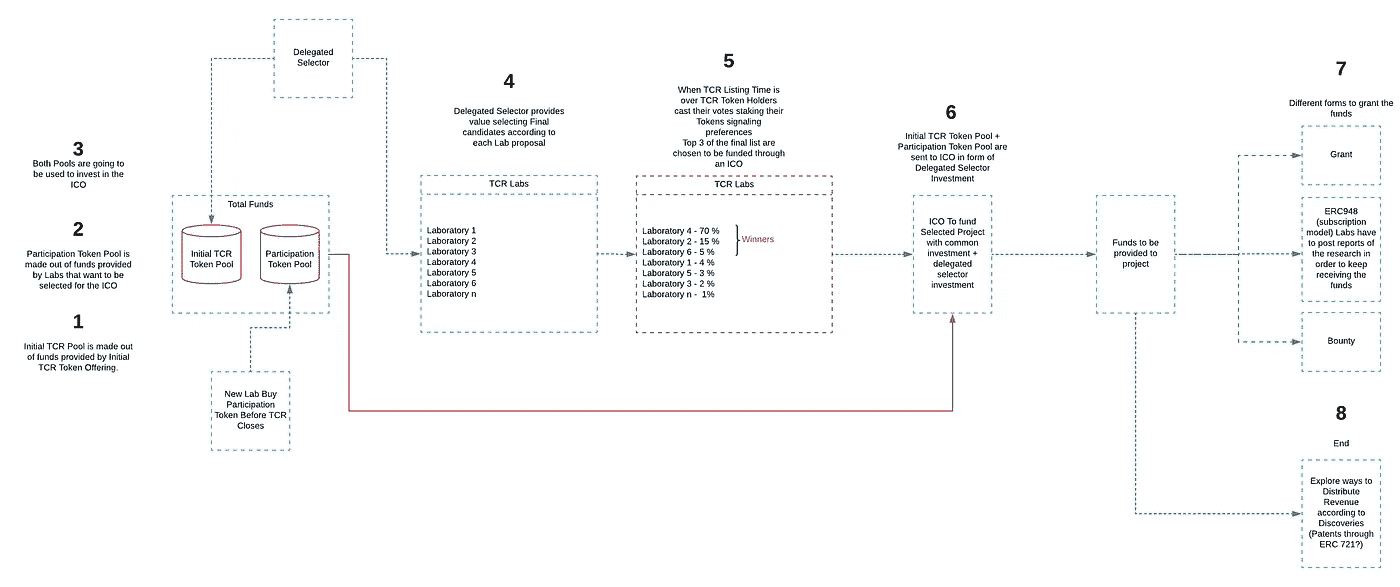 Delegated
Selector
3
Both Pools are going to
be used to invest in the
ICO
2
Participation Token Pool is
made out of funds provided
by Labs that want to be
selected for the ICO
1
Initial TCR Pool is made out
of funds provided by Initial
TCR Token Offering.
Total Funds
Initial TCR
Token Pool
Participation
Token Pool
New Lab Buy
Participation
Token Before TCR
Closes
4
Delegated Selector provides
value selecting Final
candidates according to
each Lab proposal
TCR Labs
Laboratory 1
Laboratory 2
Laboratory 3
Laboratory 4
Laboratory 5
Laboratory 6
Laboratory n
5
When TCR Listing Time is
over TCR Token Holders
cast their votes staking their
Tokens signaling
preferences
Top 3 of the final list are
chosen to be funded through
an ICO
TCR Labs
Laboratory 4 - 70 %
Laboratory 2 - 15 %
Laboratory 6 - 5 %
Laboratory 1 - 4 %
Laboratory 5 - 3 %
Laboratory 3 - 2 %
Laboratory n - 1%
Winners
6
Initial TCR Token Pool +
Participation Token Pool are
sent to ICO in form of
Delegated Selector
Investment
ICO To fund
Selected Project
with common
investment +
delegated
selector
investment
Funds to be
provided to
project
7
Different forms to grant the
funds
Grant
ERC948
(subscription
model) Labs have
to post reports of
the research in
order to keep
receiving the
funds
Bounty
8
End
Explore ways to
Distribute
Revenue
according to
Discoveries
(Patents through
ERC 721?)